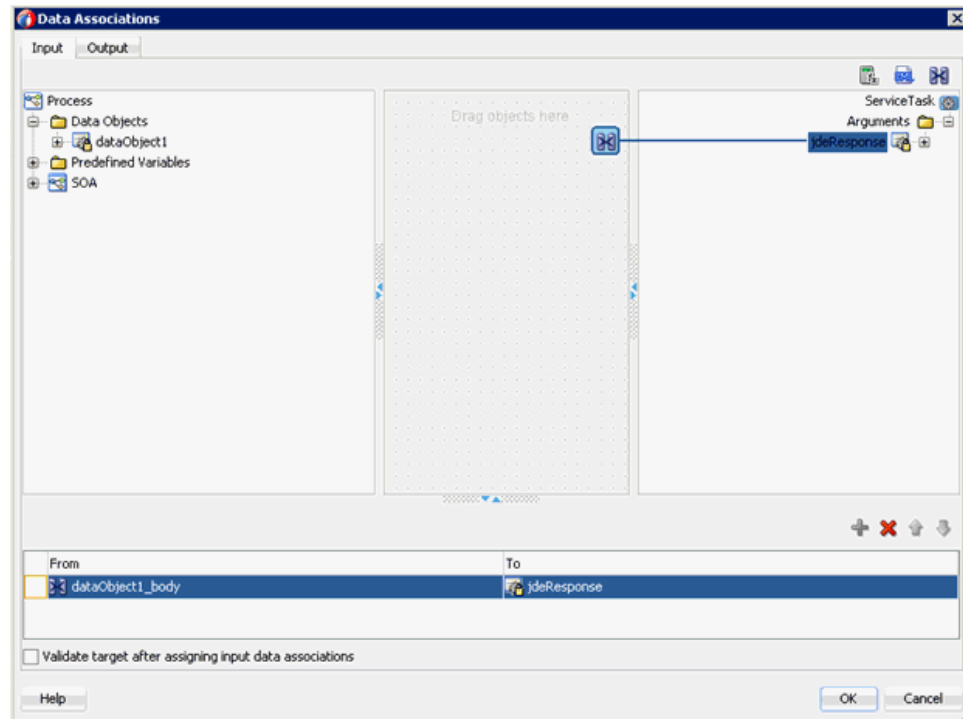 Data Associations
Input Output
Process
Data Objects
dataObject1
Predefined Variables
SOA
Drag objects here
ServiceTask
Arguments
jdeResponse
From To
dataObject1_body jdeResponse
Validate target after assigning input data associations
Help OK Cancel